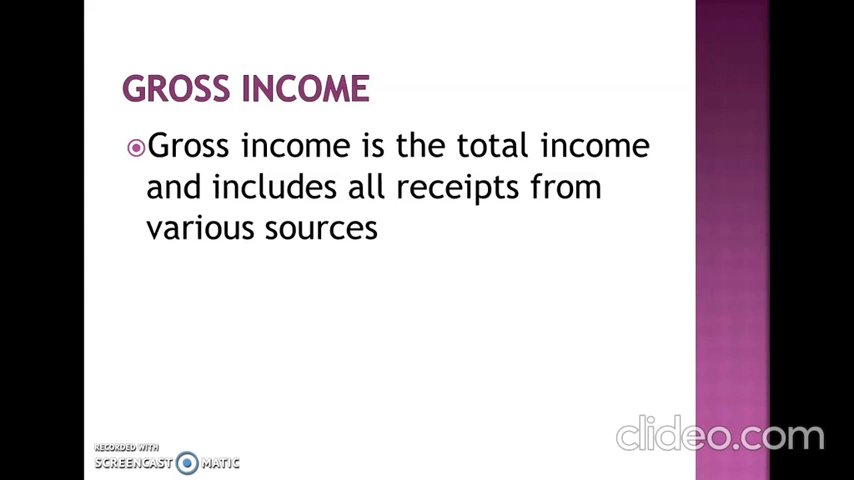 GROSS INCOME
Gross income is the total income
and includes all receipts from
various sources
RECORDED WITH
SCREENCAST MATIC
clideo.com